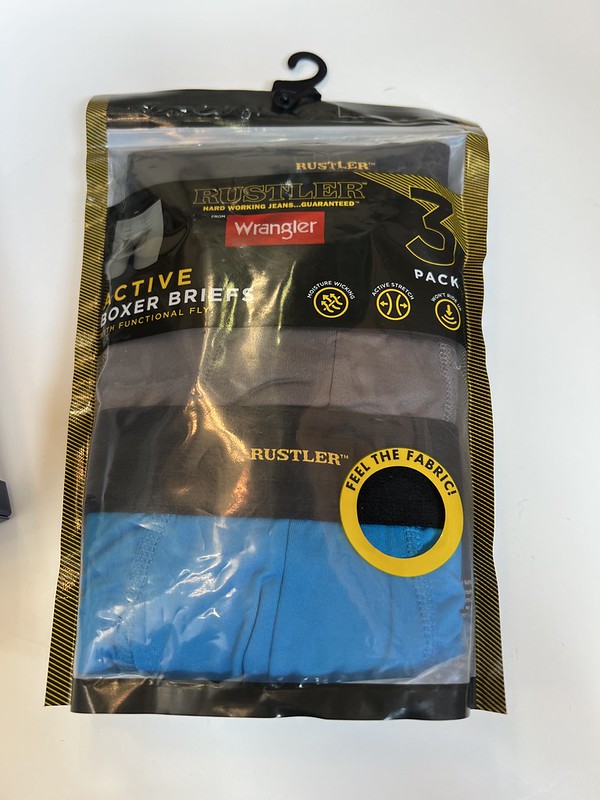 RUSTLER™
RUSTLER
HARD WORKING JEANS...GUARANTEED™
FROM
Wrangler
3
PACK
ACTIVE
BOXER BRIEFS
FUNCTIONAL FLY
MOISTURE WICKING
ACTIVE STRETCH
WON'T
RUSTLER™
FEEL THE FABRIC!